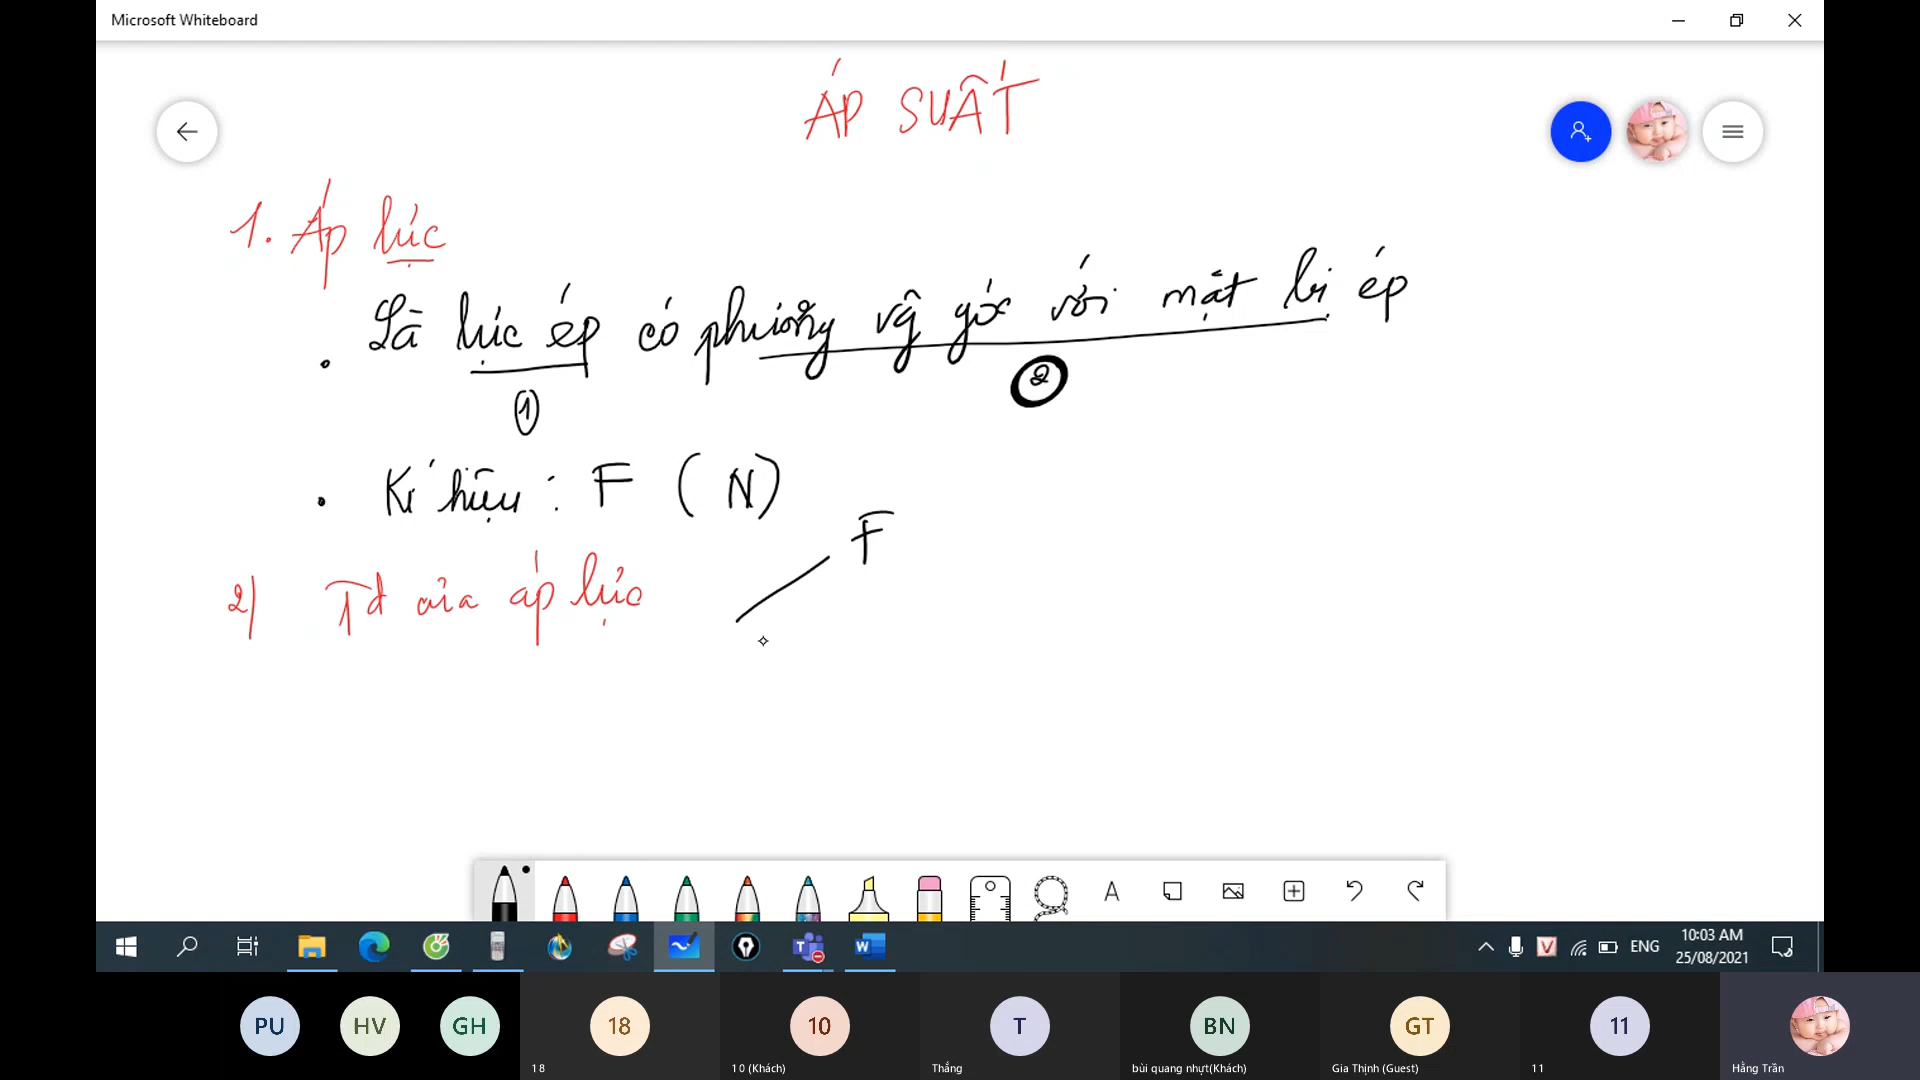 Microsoft Whiteboard
ÁP SUẤT
1. Áp lực
• Là lực ép có phương vg góc với mặt bị ép
① ②
• Kí hiệu : F ( N )
F
2) Tđ của áp lực
A
ENG
10:03 AM
25/08/2021
PU HV GH 18 10 T BN GT 11
18 10 (Khách) Thắng bùi quang nhựt(Khách) Gia Thịnh (Guest) 11 Hằng Trần